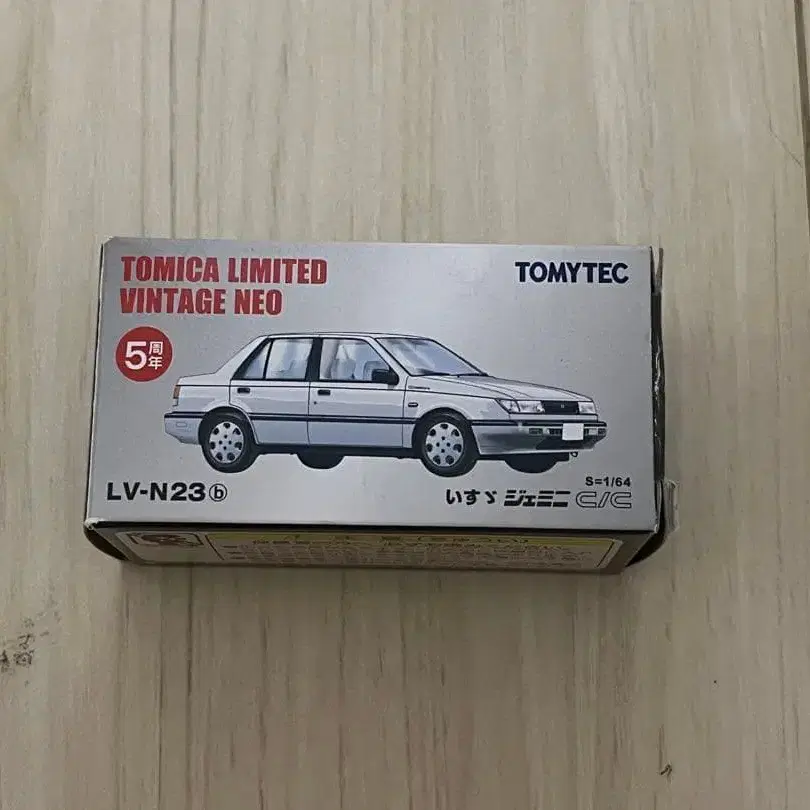 TOMICA LIMITED
VINTAGE NEO
TOMYTEC
5周年
LV-N23ⓑ
S=1/64
いすゞ ジェミニ C/C